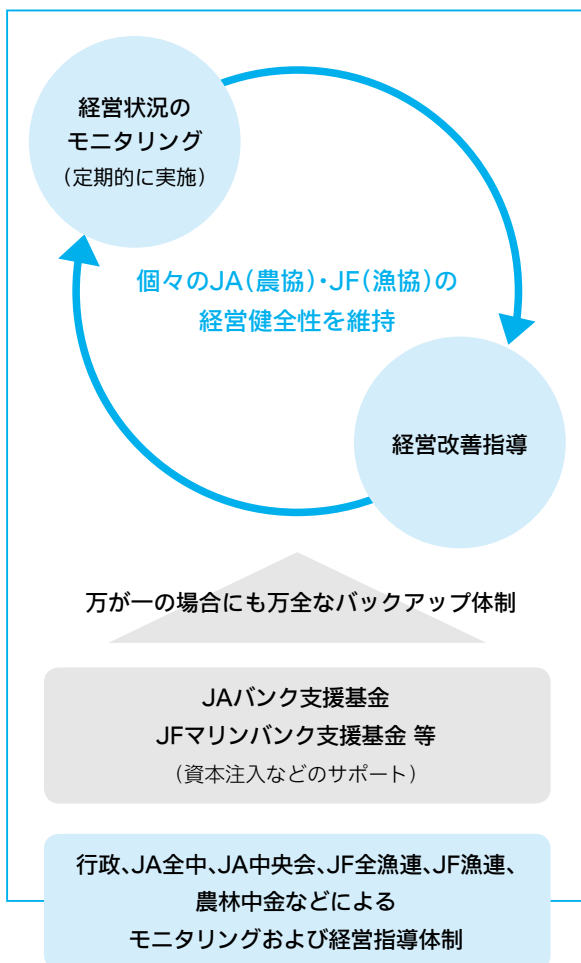 経営状況の
モニタリング
（定期的に実施）
個々のJA（農協）・JF（漁協）の
経営健全性を維持
経営改善指導
万が一の場合にも万全なバックアップ体制
JAバンク支援基金
JFマリンバンク支援基金 等
（資本注入などのサポート）
行政、JA全中、JA中央会、JF全漁連、JF漁連、
農林中金などによる
モニタリングおよび経営指導体制